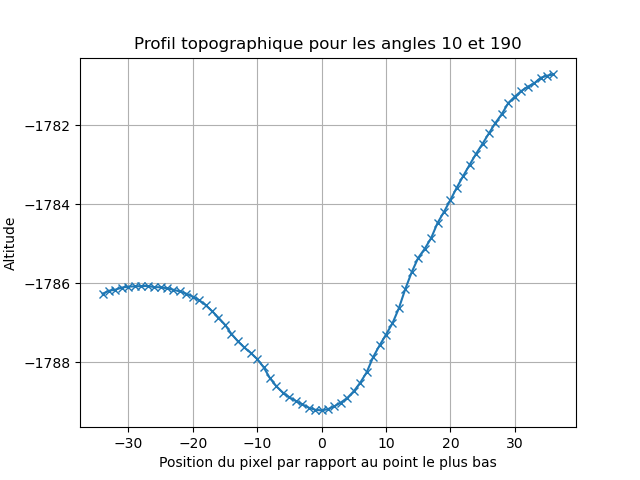 Profil topographique pour les angles 10 et 190
Altitude
−1782
−1784
−1786
−1788
−30 −20 −10 0 10 20 30
Position du pixel par rapport au point le plus bas